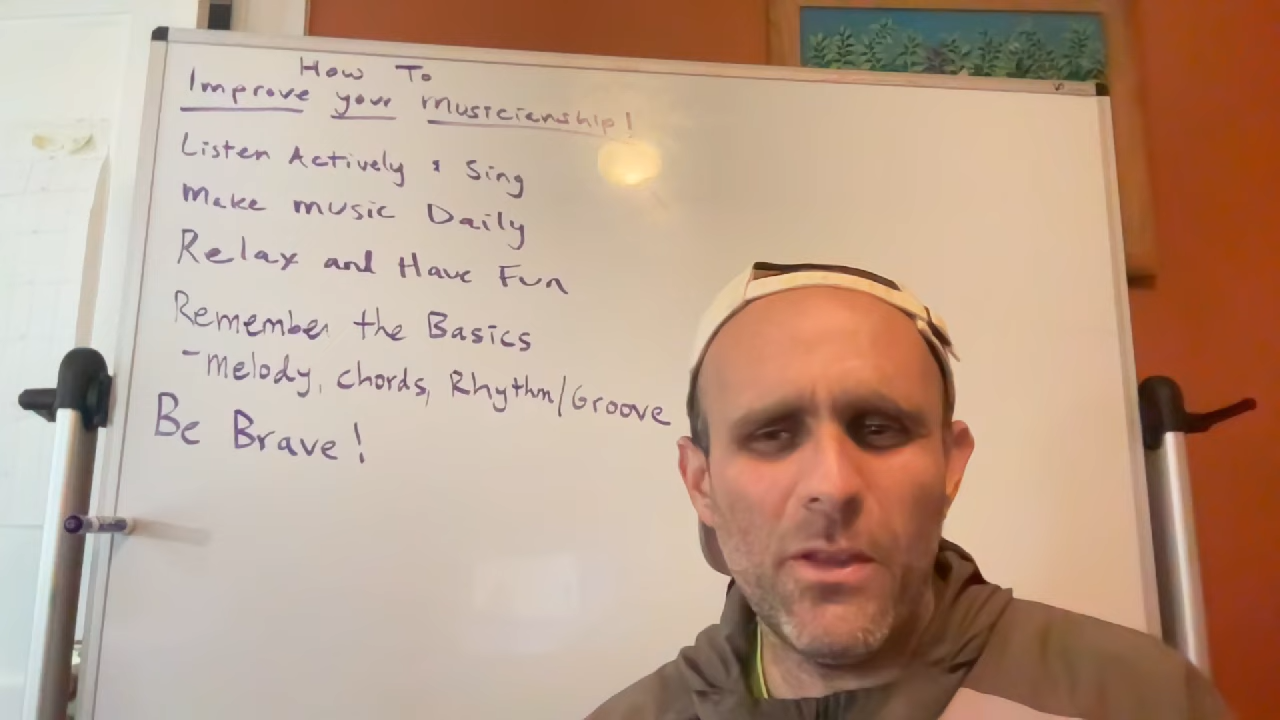 How To
Improve your musicianship!
Listen Actively & Sing
Make music Daily
Relax and Have Fun
Remember the Basics
- Melody, chords, Rhythm/Groove
Be Brave!